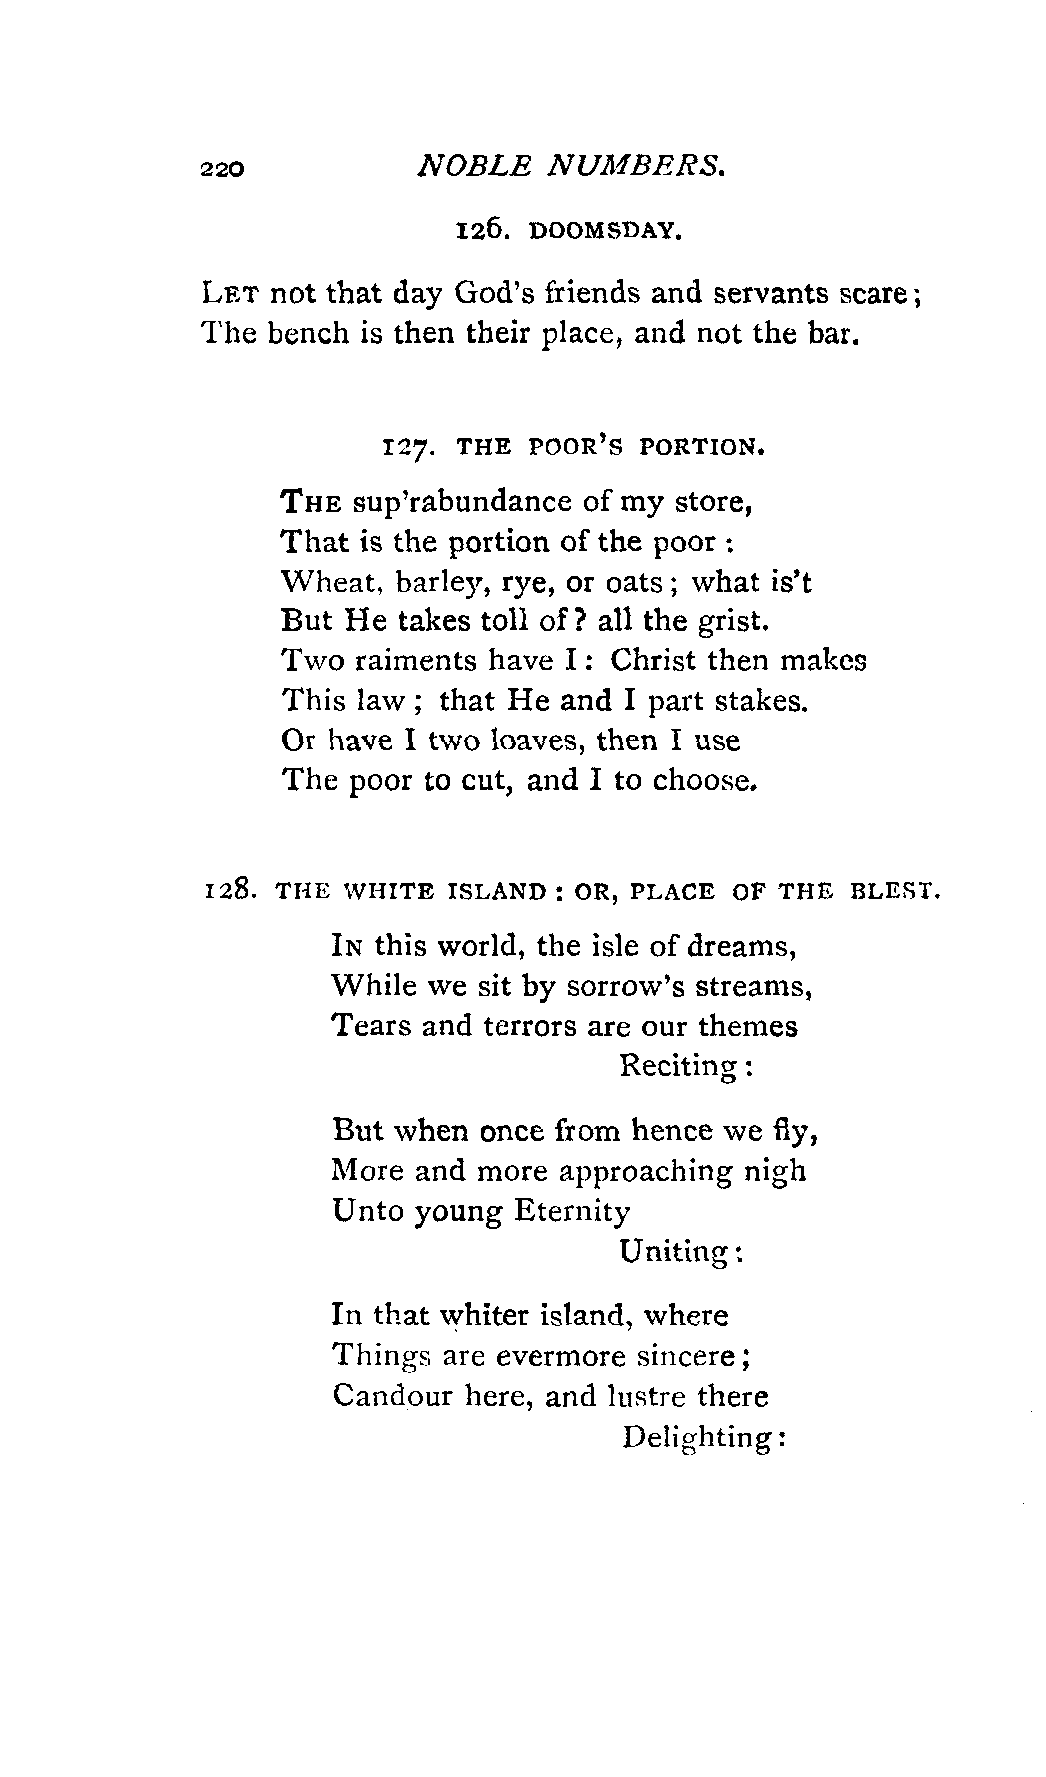 220 NOBLE NUMBERS.
126. DOOMSDAY.
LET not that day God's friends and servants scare;
The bench is then their place, and not the bar.
127. THE POOR'S PORTION.
THE sup'rabundance of my store,
That is the portion of the poor :
Wheat, barley, rye, or oats ; what is't
But He takes toll of ? all the grist.
Two raiments have I : Christ then makes
This law ; that He and I part stakes.
Or have I two loaves, then I use
The poor to cut, and I to choose.
128. THE WHITE ISLAND : OR, PLACE OF THE BLEST.
IN this world, the isle of dreams,
While we sit by sorrow's streams,
Tears and terrors are our themes
Reciting :
But when once from hence we fly,
More and more approaching nigh
Unto young Eternity
Uniting :
In that whiter island, where
Things are evermore sincere ;
Candour here, and lustre there
Delighting :